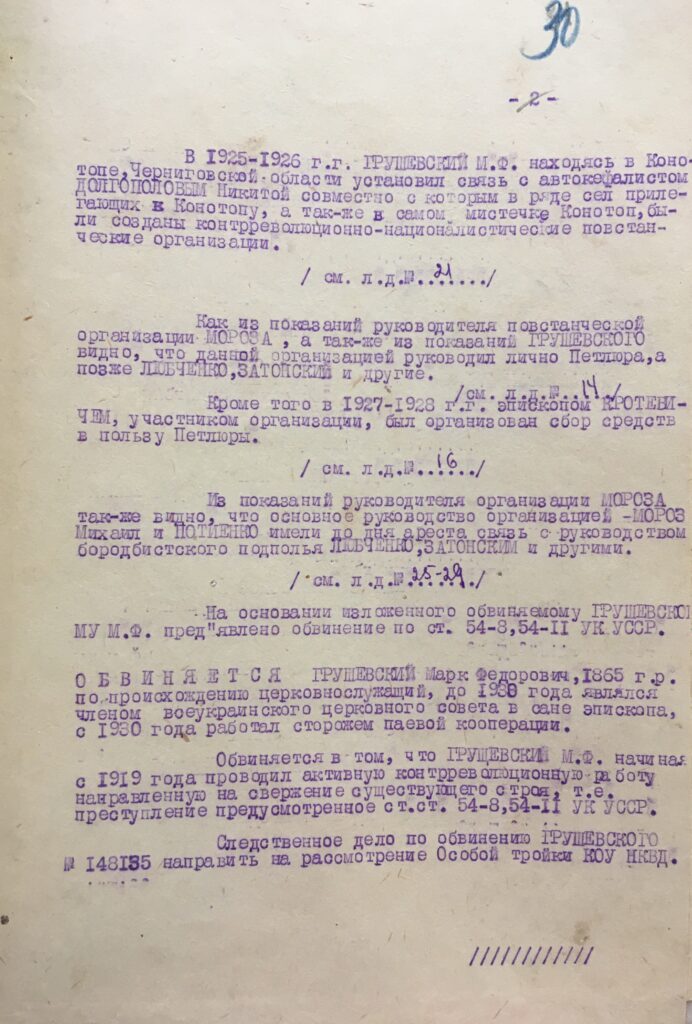 30
-2-
В 1925-1926 г.г. ГРУШЕВСКИЙ М.Ф. находясь в Коно-
топе,Черниговской области установил связь с автокефалистом
ДОЛГОПОЛОВЫМ Никитой совместно с которым в ряде сел приле-
гающих к Конотопу, а так-же в самом мистечке Конотоп,бы-
ли созданы контрреволюционно-националистические повстан-
ческие организации.
/ см. л.д.№ 21 /
Как из показаний руководителя повстанческой
организации МОРОЗА , а так-же из показаний ГРУШЕВСКОГО
видно, что данной организацией руководил лично Петлюра,а
позже ЛЮБЧЕНКО,ЗАТОНСКИЙ и другие.
/см. л.д.№ 14 /
Кроме того в 1927-1928 г.г. эпископом КРОТЕВИ-
ЧЕМ, участником организации, был организован сбор средств
в пользу Петлюры.
/ см. л.д.№ 16 /
Из показаний руководителя организации МОРОЗА
так-же видно, что основное руководство организацией -МОРОЗ
Михаил и ПОТИЕНКО имели до дня ареста связь с руководством
бородбистского подполья ЛЮБЧЕНКО,ЗАТОНСКИМ и другими.
/ см. л.д.№ 25-29 /
На основании изложенного обвиняемому ГРУШЕВСКО
МУ М.Ф. пред"явлено обвинение по ст. 54-8,54-II УК УССР.
О Б В И Н Я Е Т С Я ГРУШЕВСКИЙ Марк Федорович,1865 г.р.
по происхождению церковнослужащий, до 1930 года являлся
членом всеукраинского церковного совета в сане эпископа,
с 1930 года работал сторожем паевой кооперации.
Обвиняется в том, что ГРУШЕВСКИЙ М.Ф. начиная
с 1919 года проводил активную контрреволюционную работу
направленную на свержение существующего строя, т.е.
преступление предусмотренное ст.ст. 54-8,54-II УК УССР.
Следственное дело по обвинению ГРУШЕВСКОГО
№ 148135 направить на рассмотрение Особой тройки КОУ НКВД.
////////////